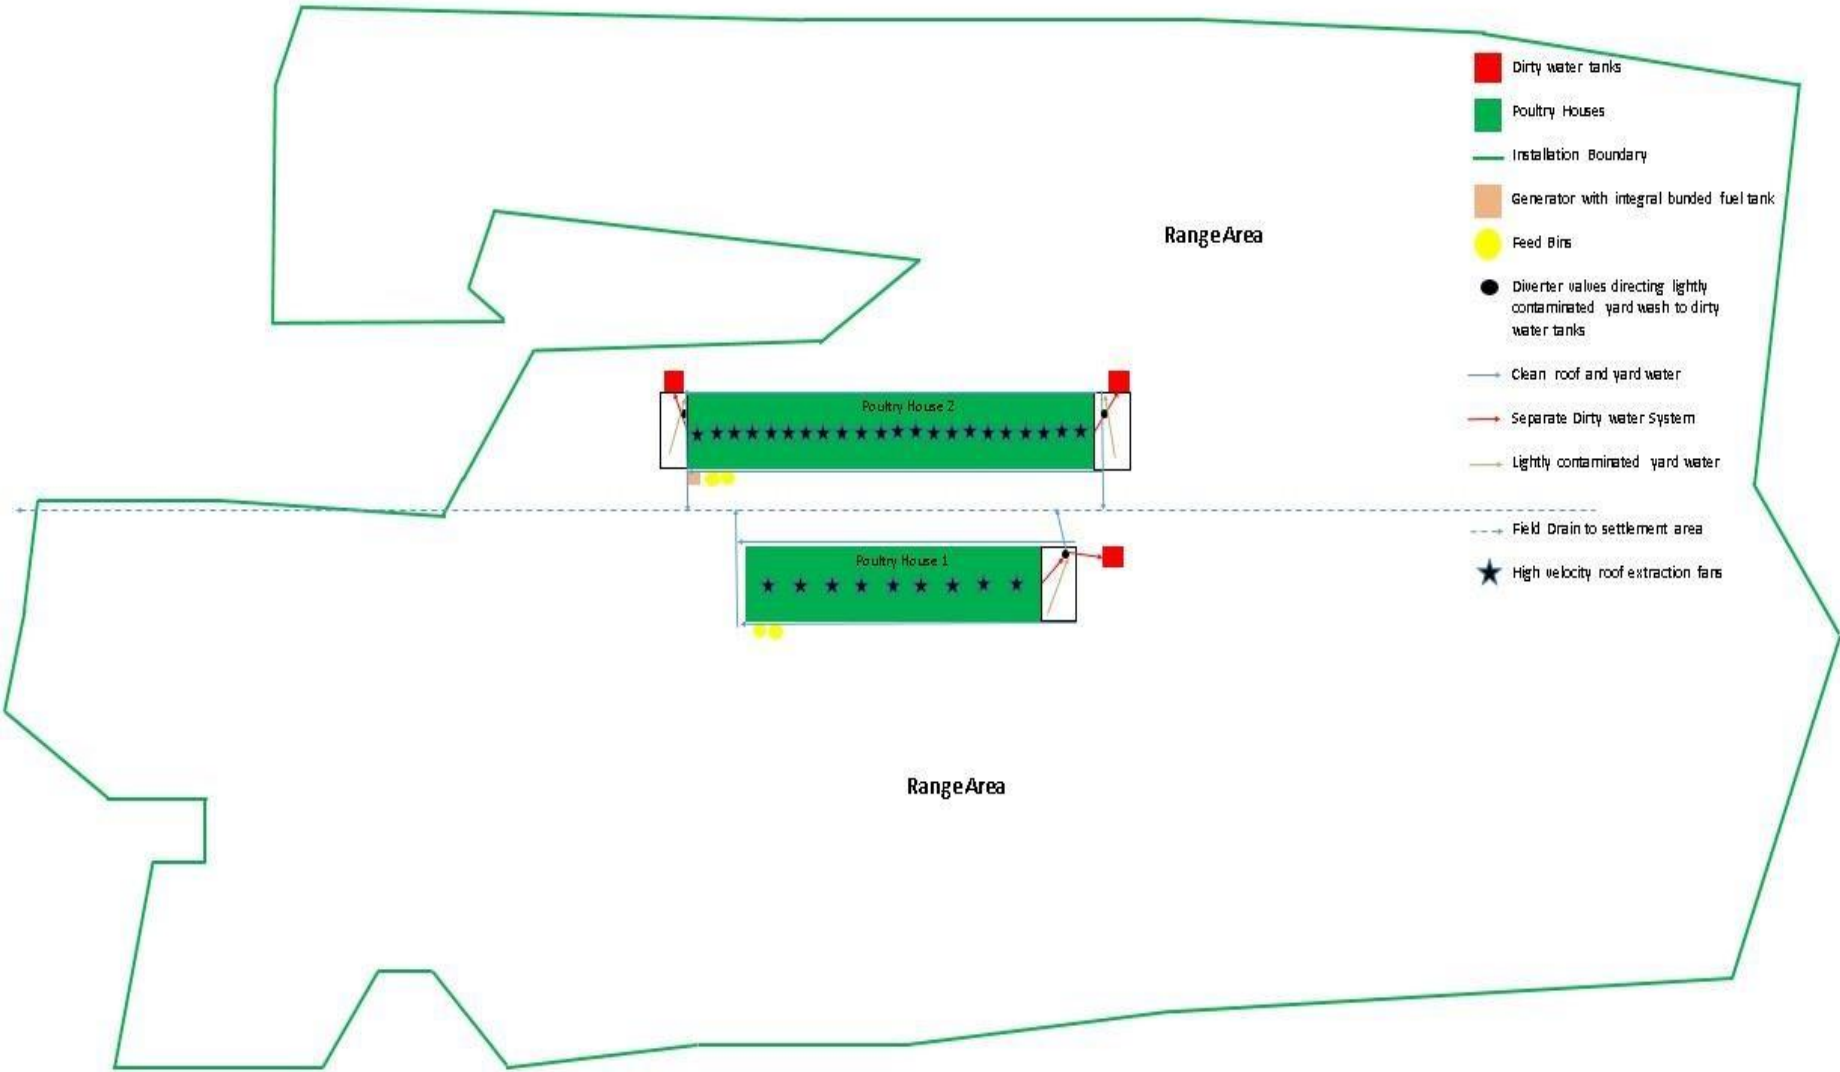 Dirty water tanks
Poultry Houses
Installation Boundary
Generator with integral bunded fuel tank
Range Area
Feed Bins
Diverter valves directing lightly
contaminated yard wash to dirty
water tanks
Clean roof and yard water
Poultry House 2
Separate Dirty water System
Lightly contaminated yard water
Field Drain to settlement area
Poultry House 1
High velocity roof extraction fans
Range Area